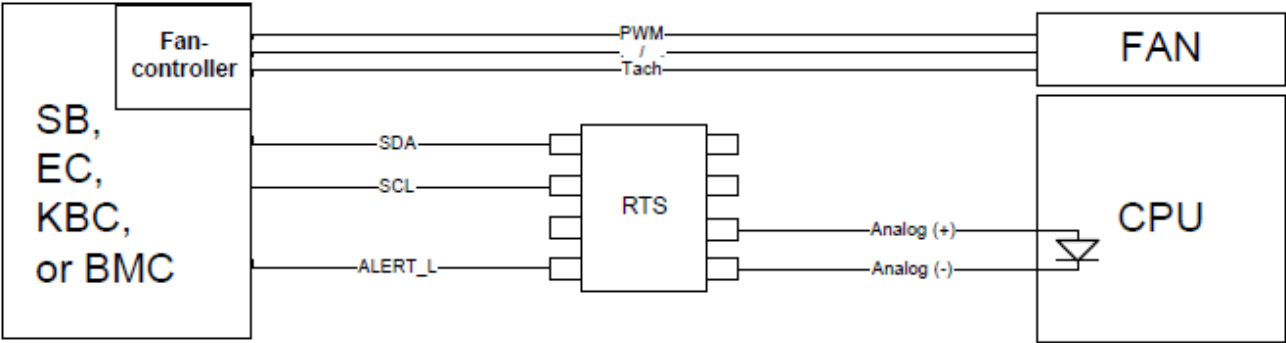 Fan-
controller
PWM
. / .
Tach
FAN
SB,
EC,
KBC,
or BMC
SDA
SCL
ALERT_L
RTS
Analog (+)
Analog (-)
CPU